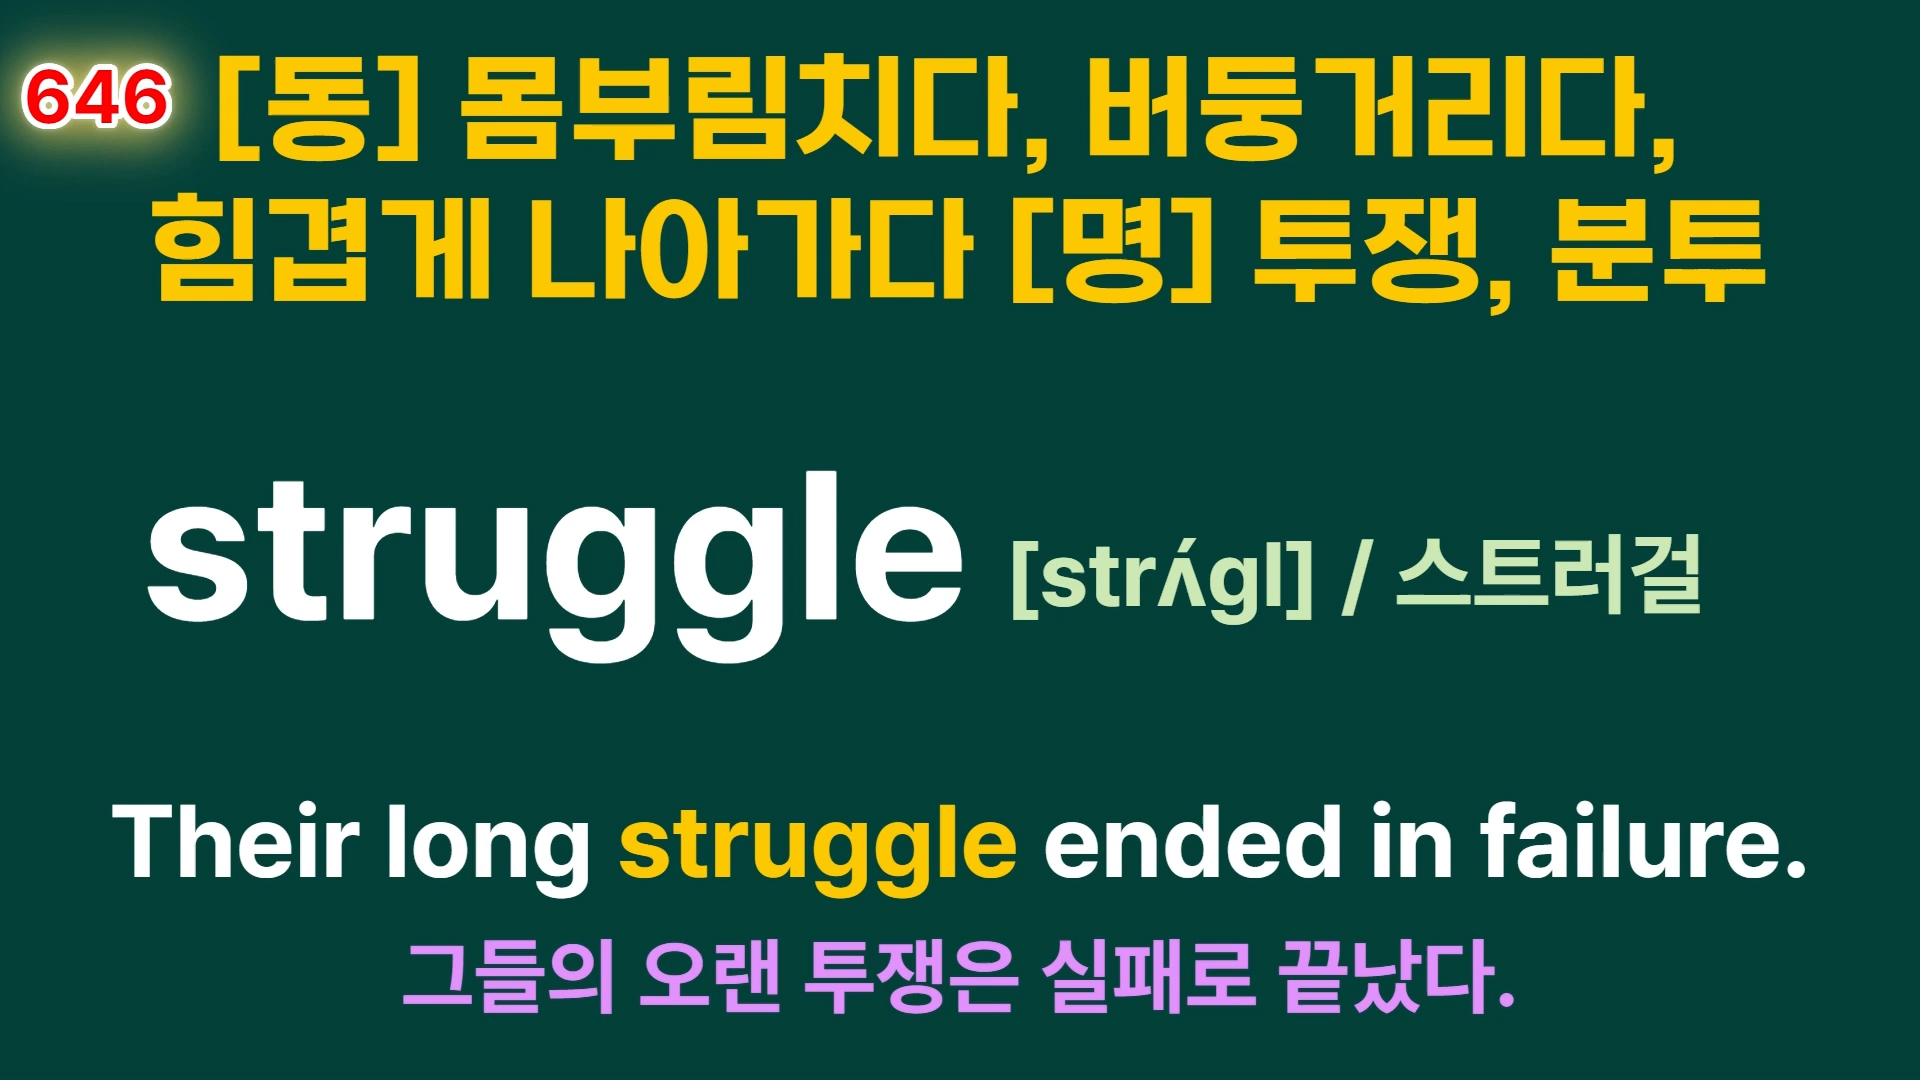 646 [동] 몸부림치다, 버둥거리다,
힘겹게 나아가다 [명] 투쟁, 분투
struggle [strʌ́gl] / 스트러걸
Their long struggle ended in failure.
그들의 오랜 투쟁은 실패로 끝났다.